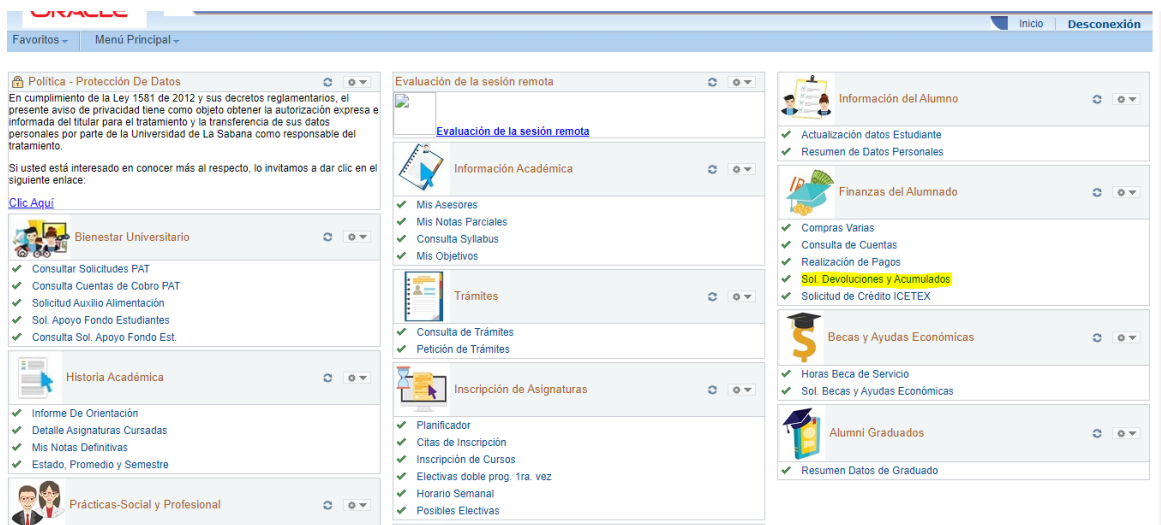 ORACLE
Inicio
Desconexión
Favoritos
Menú Principal
Política - Protección De Datos
En cumplimiento de la Ley 1581 de 2012 y sus decretos reglamentarios, el
presente aviso de privacidad tiene como objeto obtener la autorización expresa e
informada del titular para el tratamiento y la transferencia de sus datos
personales por parte de la Universidad de La Sabana como responsable del
tratamiento.
Si usted está interesado en conocer más al respecto, lo invitamos a dar clic en el
siguiente enlace:
Clic Aquí
Bienestar Universitario
Consultar Solicitudes PAT
Consulta Cuentas de Cobro PAT
Solicitud Auxilio Alimentación
Sol. Apoyo Fondo Estudiantes
Consulta Sol. Apoyo Fondo Est.
Historia Académica
Informe De Orientación
Detalle Asignaturas Cursadas
Mis Notas Definitivas
Estado, Promedio y Semestre
Prácticas-Social y Profesional
Evaluación de la sesión remota
Evaluación de la sesión remota
Información Académica
Mis Asesores
Mis Notas Parciales
Consulta Syllabus
Mis Objetivos
Trámites
Consulta de Trámites
Petición de Trámites
Inscripción de Asignaturas
Planificador
Citas de Inscripción
Inscripción de Cursos
Electivas doble prog. 1ra. vez
Horario Semanal
Posibles Electivas
Información del Alumno
Actualización datos Estudiante
Resumen de Datos Personales
Finanzas del Alumnado
Compras Varias
Consulta de Cuentas
Realización de Pagos
Sol. Devoluciones y Acumulados
Solicitud de Crédito ICETEX
Becas y Ayudas Económicas
Horas Beca de Servicio
Sol. Becas y Ayudas Económicas
Alumni Graduados
Resumen Datos de Graduado